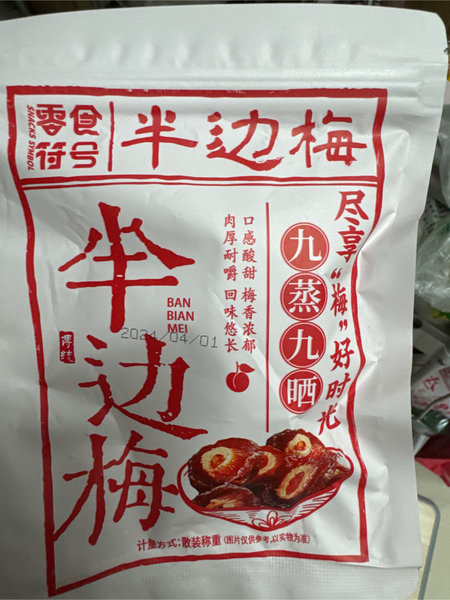 零食
符号
SNACKS SYMBOL
半边梅
尽享“梅”好时光
九蒸九晒
口感酸甜 梅香浓郁
肉厚耐嚼 回味悠长
半边梅
BAN
BIAN
MEI
2024/04/01
傳統
计量方式:散装称重 (图片仅供参考,以实物为准)